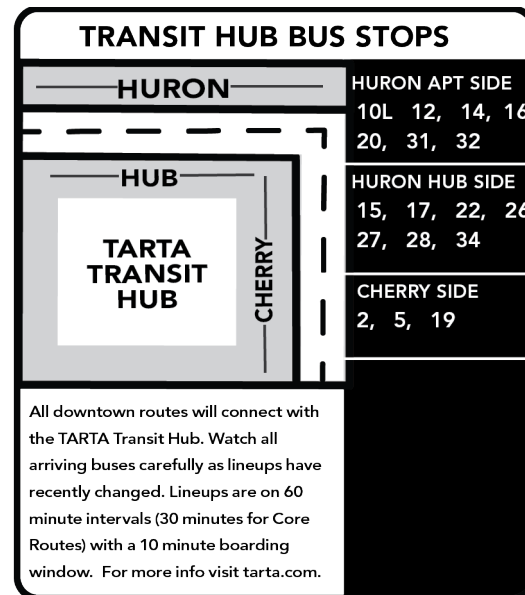 TRANSIT HUB BUS STOPS
HURON
HUB
TARTA
TRANSIT
HUB
CHERRY
HURON APT SIDE
10L 12, 14, 16
20, 31, 32
HURON HUB SIDE
15, 17, 22, 26
27, 28, 34
CHERRY SIDE
2, 5, 19
All downtown routes will connect with
the TARTA Transit Hub. Watch all
arriving buses carefully as lineups have
recently changed. Lineups are on 60
minute intervals (30 minutes for Core
Routes) with a 10 minute boarding
window. For more info visit tarta.com.